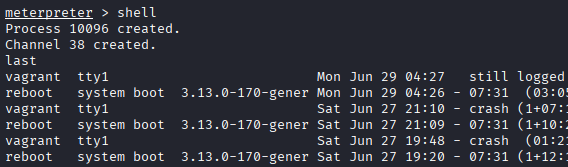 meterpreter > shell
Process 10096 created.
Channel 38 created.
last
vagrant  tty1                          Mon Jun 29 04:27   still logged
reboot   system boot  3.13.0-170-gener Mon Jun 29 04:26 - 07:31  (03:05
vagrant  tty1                          Sat Jun 27 21:10 - crash (1+07:1
reboot   system boot  3.13.0-170-gener Sat Jun 27 21:09 - 07:31 (1+10:2
vagrant  tty1                          Sat Jun 27 19:48 - crash  (01:21
reboot   system boot  3.13.0-170-gener Sat Jun 27 19:20 - 07:31 (1+12:1